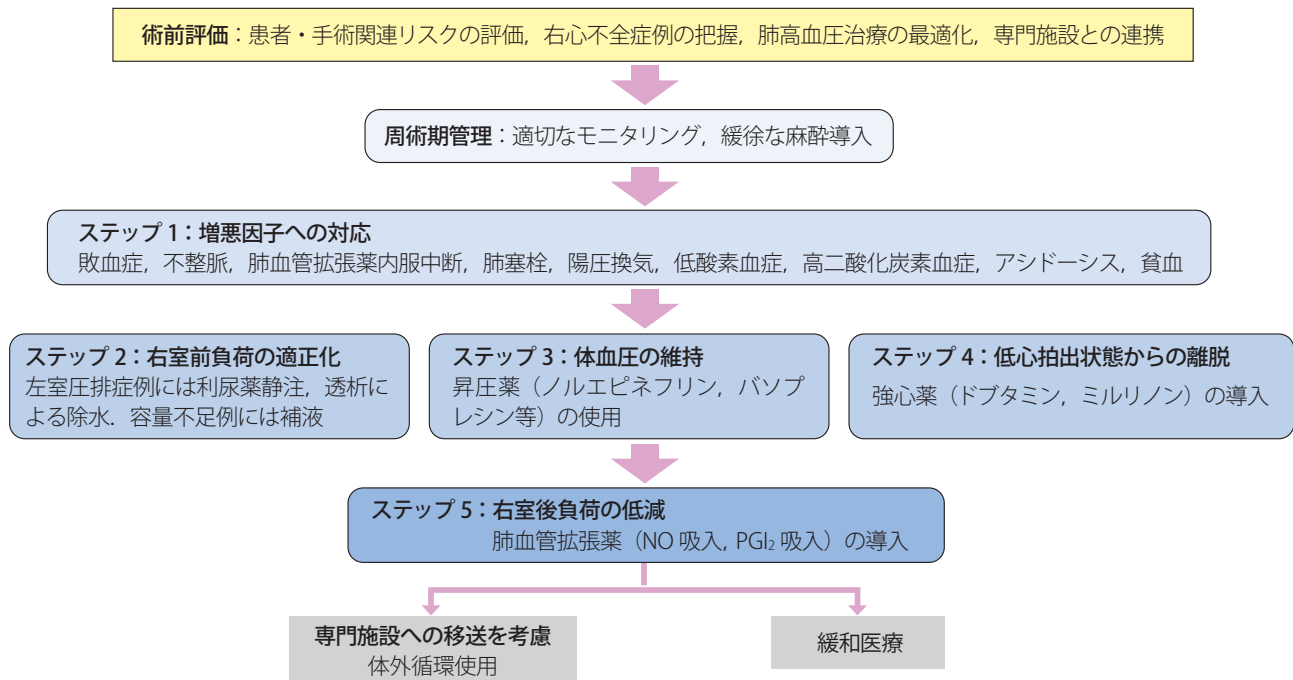 術前評価：患者・手術関連リスクの評価，右心不全症例の把握，肺高血圧治療の最適化，専門施設との連携
周術期管理：適切なモニタリング，緩徐な麻酔導入
ステップ 1：増悪因子への対応
敗血症，不整脈，肺血管拡張薬内服中断，肺塞栓，陽圧換気，低酸素血症，高二酸化炭素血症，アシドーシス，貧血
ステップ 2：右室前負荷の適正化
左室圧排症例には利尿薬静注，透析に
よる除水．容量不足例には補液
ステップ 3：体血圧の維持
昇圧薬（ノルエピネフリン，バソプ
レシン等）の使用
ステップ 4：低心拍出状態からの離脱
強心薬（ドブタミン，ミルリノン）の導入
ステップ 5：右室後負荷の低減
肺血管拡張薬（NO 吸入，PGI₂ 吸入）の導入
専門施設への移送を考慮
体外循環使用
緩和医療